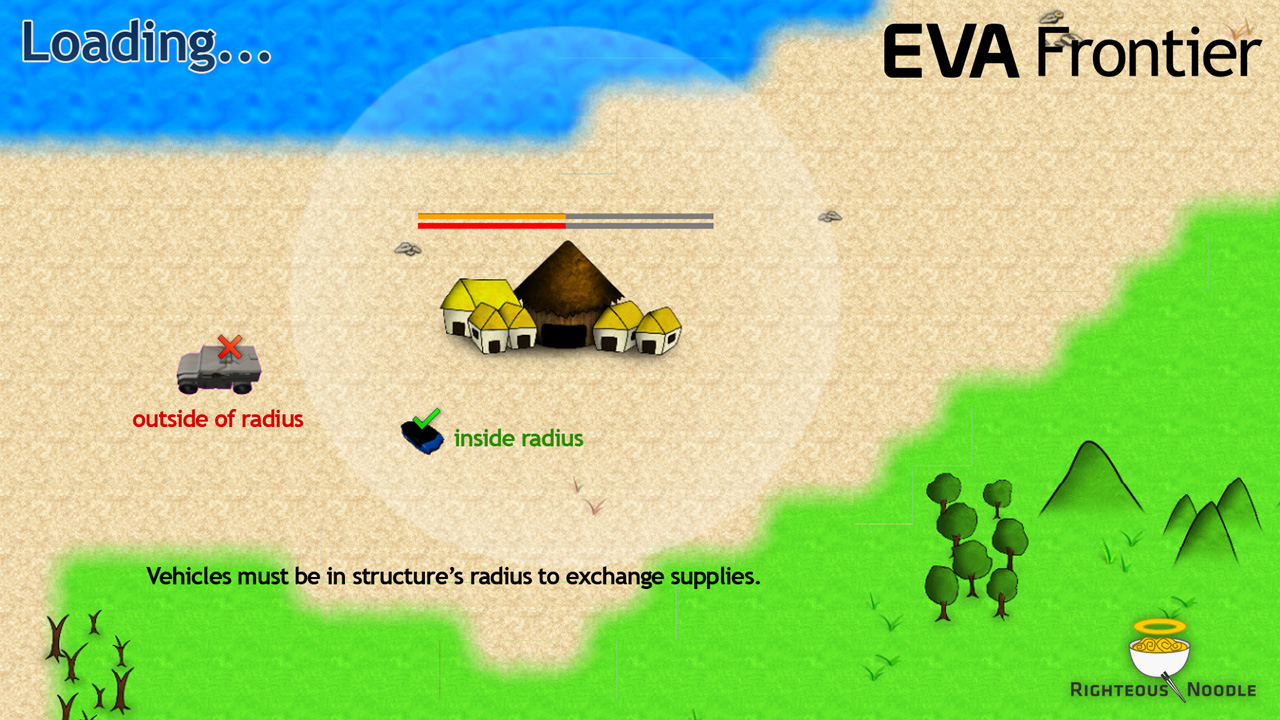 Loading...
EVA Frontier
outside of radius
inside radius
Vehicles must be in structure’s radius to exchange supplies.
Righteous Noodle